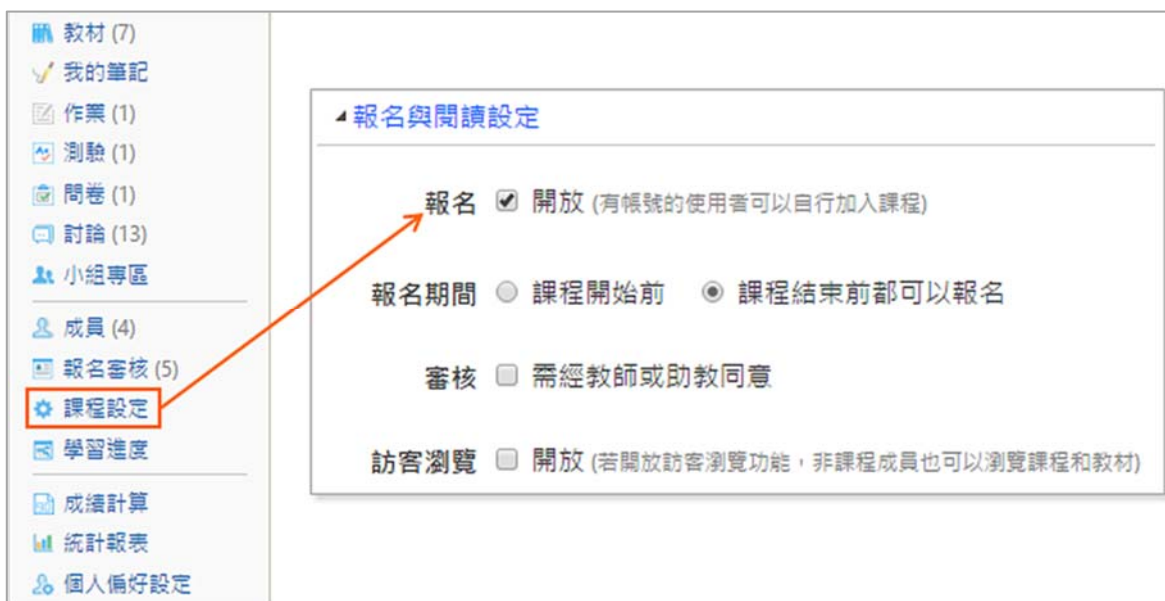 教材 (7)
我的筆記
作業 (1)
測驗 (1)
問卷 (1)
討論 (13)
小組專區
成員 (4)
報名審核 (5)
課程設定
學習進度
成績計算
統計報表
個人偏好設定
報名與閱讀設定
報名 開放 (有帳號的使用者可以自行加入課程)
報名期間 課程開始前 課程結束前都可以報名
審核 需經教師或助教同意
訪客瀏覽 開放 (若開放訪客瀏覽功能，非課程成員也可以瀏覽課程和教材)